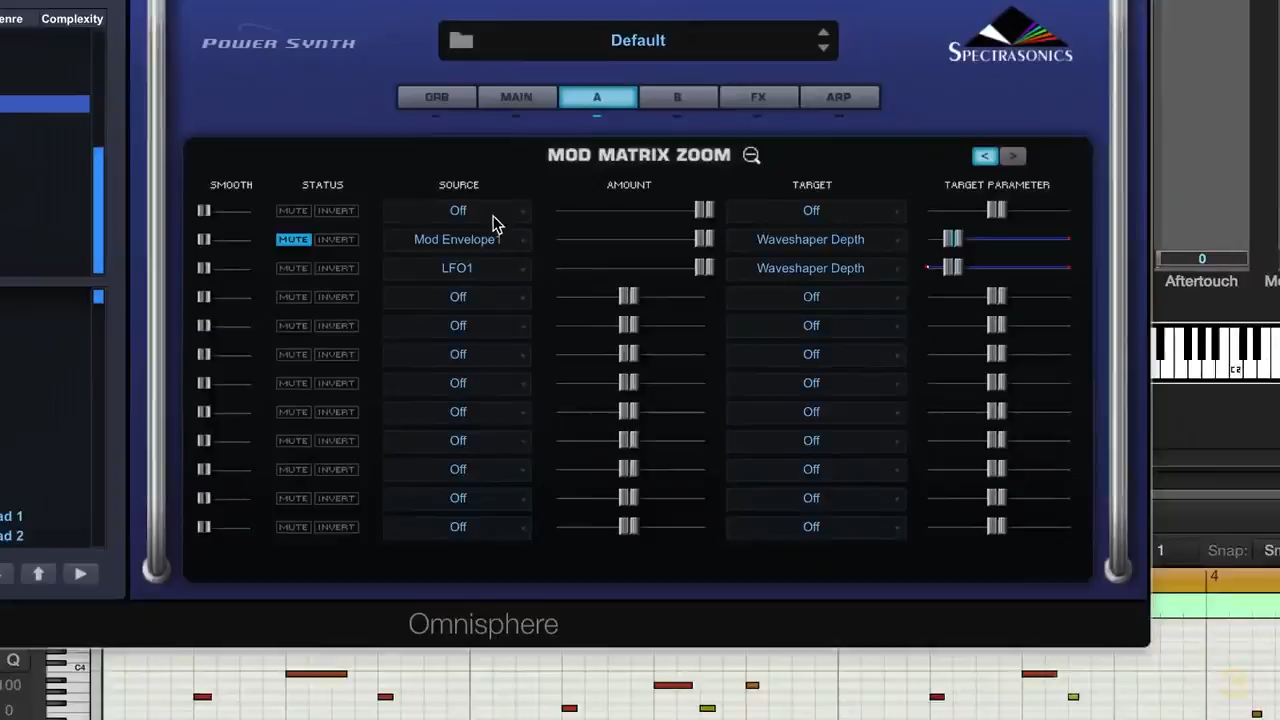 enre Complexity
POWER SYNTH
Default
SPECTRASONICS
ORB MAIN A B FX ARP
MOD MATRIX ZOOM < >
SMOOTH STATUS SOURCE AMOUNT TARGET TARGET PARAMETER
MUTE INVERT Off Off
MUTE INVERT Mod Envelope1 Waveshaper Depth
MUTE INVERT LFO1 Waveshaper Depth
MUTE INVERT Off Off
MUTE INVERT Off Off
MUTE INVERT Off Off
MUTE INVERT Off Off
MUTE INVERT Off Off
MUTE INVERT Off Off
MUTE INVERT Off Off
MUTE INVERT Off Off
MUTE INVERT Off Off
0
Aftertouch
C2
ad 1
ad 2
1 Snap:
4
Omnisphere
Q
C4
00
0